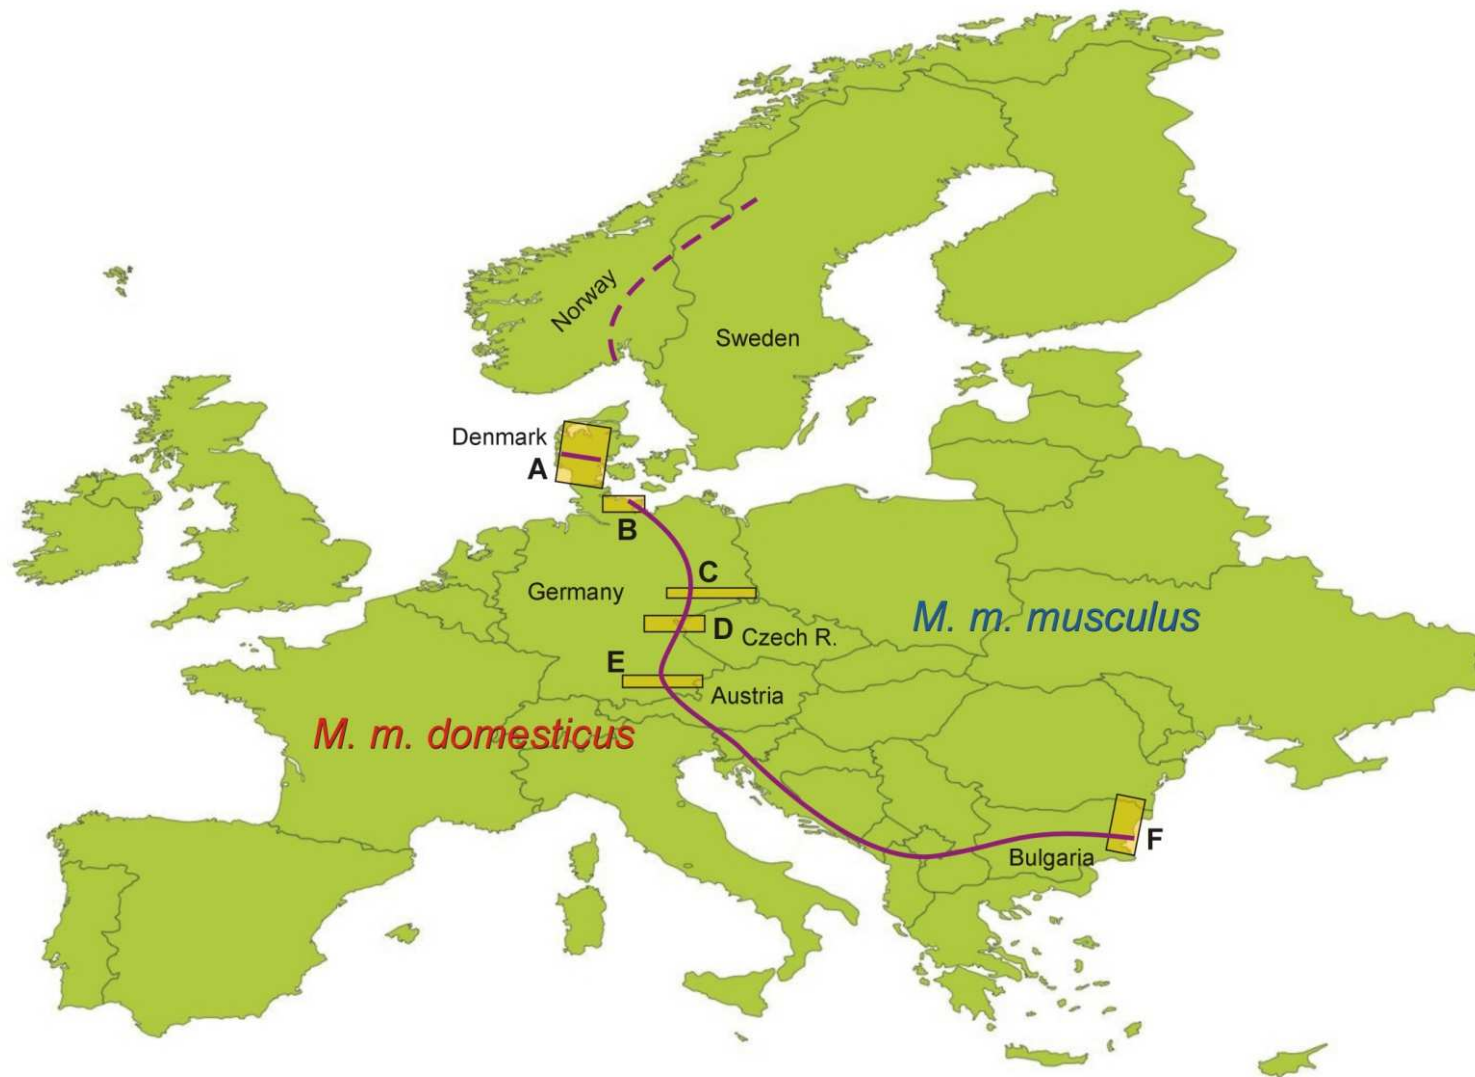 Norway
Sweden
Denmark
A
B
C
Germany
D
Czech R.
M. m. musculus
E
Austria
M. m. domesticus
F
Bulgaria